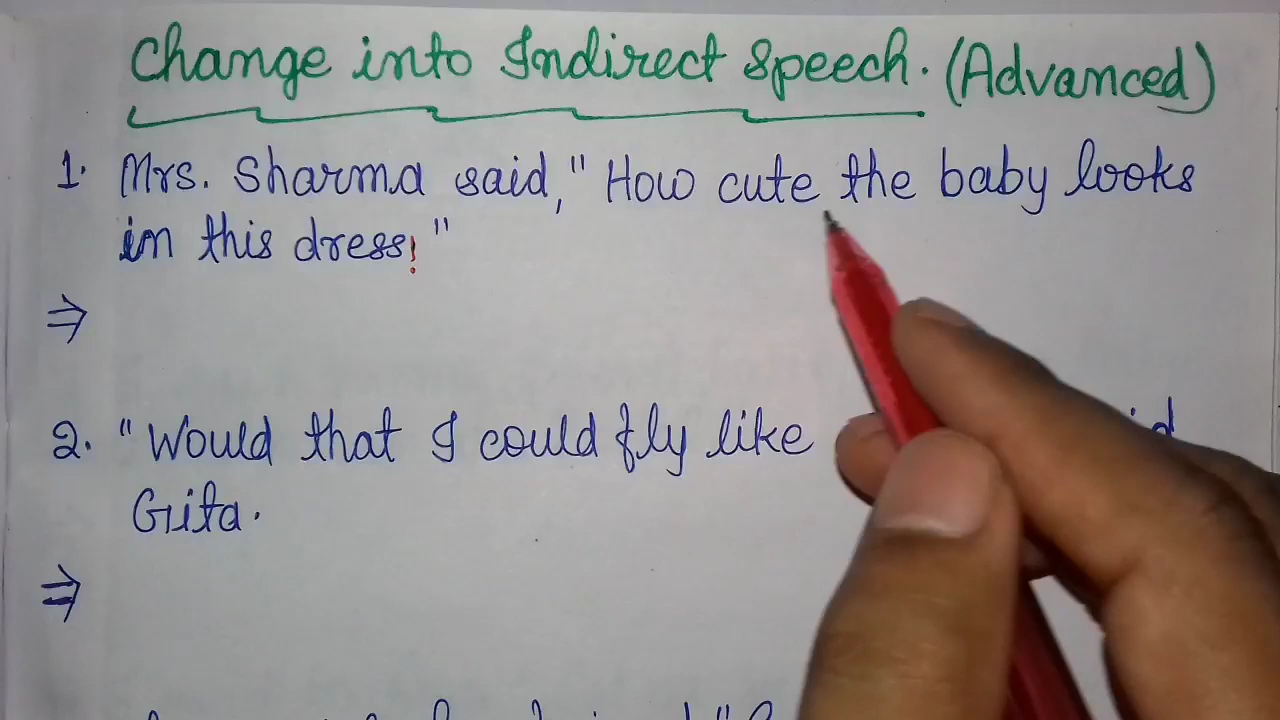 Change into Indirect Speech. (Advanced)
1. Mrs. Sharma said, "How cute the baby looks
in this dress!"
⇒
2. "Would that I could fly like
Gita.
⇒